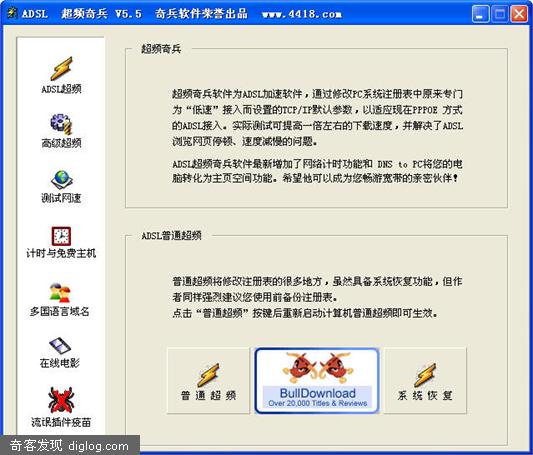 ADSL 超频奇兵 V5.5 奇兵软件荣誉出品 www.4418.com
ADSL超频
高级超频
测试网速
计时与免费主机
多国语言域名
在线电影
流氓插件疫苗
超频奇兵
超频奇兵软件为ADSL加速软件，通过修改PC系统注册表中原来专门
为“低速”接入而设置的TCP/IP默认参数，以适应现在PPPOE 方式
的ADSL接入。实际测试可提高一倍左右的下载速度，并解决了ADSL
浏览网页停顿、速度减慢的问题。
ADSL超频奇兵软件最新增加了网络计时功能和 DNS to PC将您的电
脑转化为主页空间功能。希望他可以成为您畅游宽带的亲密伙伴！
ADSL普通超频
普通超频将修改注册表的很多地方，虽然具备系统恢复功能，但作
者同样强烈建议您使用前备份注册表。
点击“普通超频”按键后重新启动计算机普通超频即可生效。
普通超频
BullDownload
Over 20,000 Titles & Reviews
系统恢复
奇客发现 diglog.com